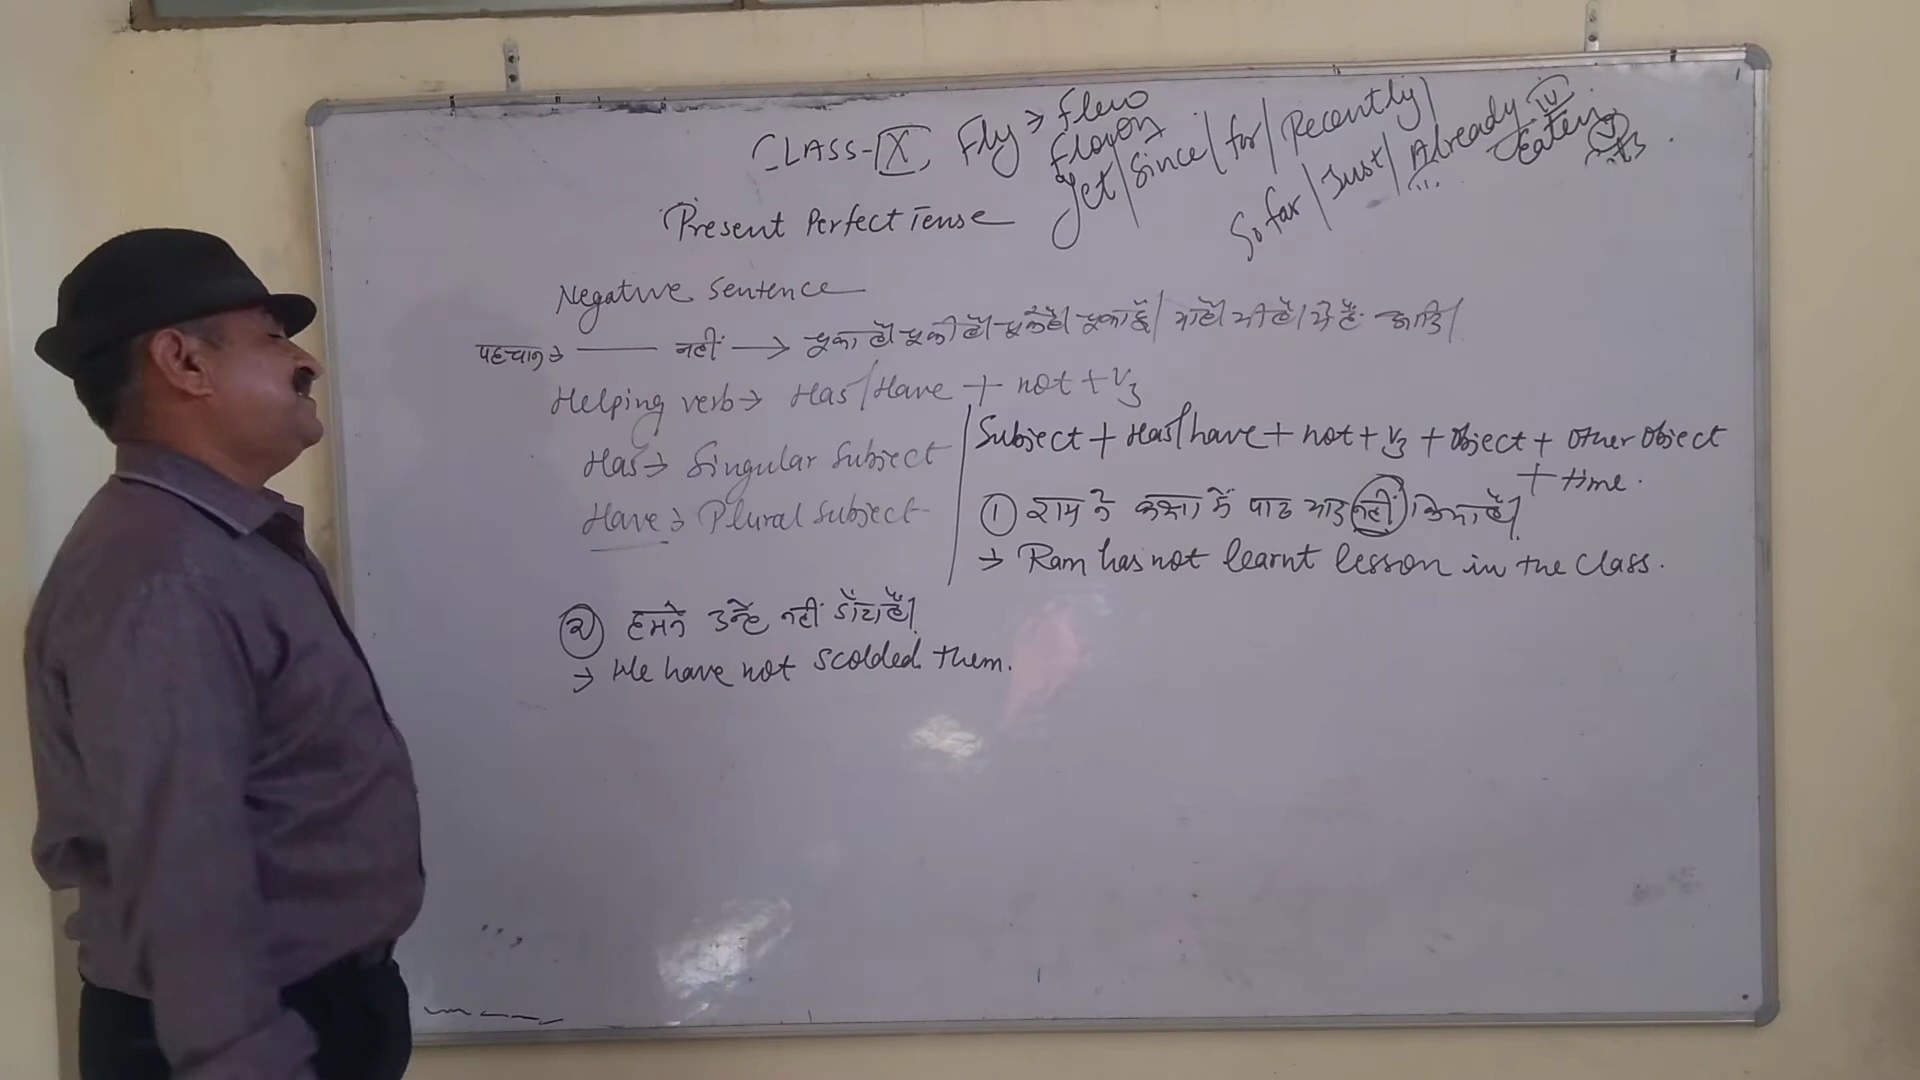 CLASS-X Fly → Flew
Flown
Yet/Since/for/Recently/
So far/Just/Already
Eaten
Present Perfect Tense
Negative Sentence
पहचान → —— नहीं → चुका है। चुकी है। चुके हैं। चुका हूँ। या है। यी है। ये हैं. आदि।
Helping verb → Has/Have + not + V3
Has → Singular Subject
Have → Plural Subject
Subject + Has/have + not + V3 + Object + Other Object
+ time.
① राम ने कक्षा में पाठ याद नहीं किया है।
→ Ram has not learnt lesson in the class.
② हमने उन्हें नहीं डाँटा है।
→ We have not scolded them.